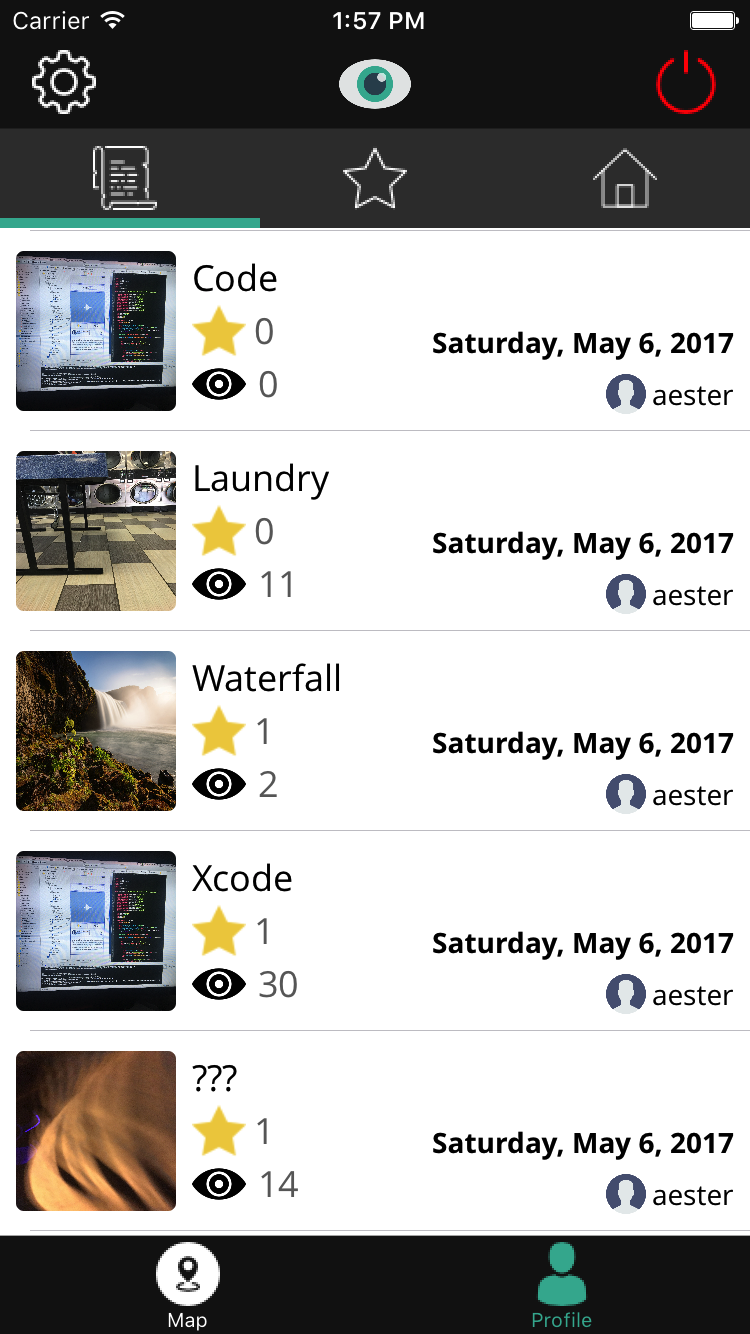 Carrier 1:57 PM
Code
0
Saturday, May 6, 2017
0
aester
Laundry
0
Saturday, May 6, 2017
11
aester
Waterfall
1
Saturday, May 6, 2017
2
aester
Xcode
1
Saturday, May 6, 2017
30
aester
???
1
Saturday, May 6, 2017
14
aester
Map Profile